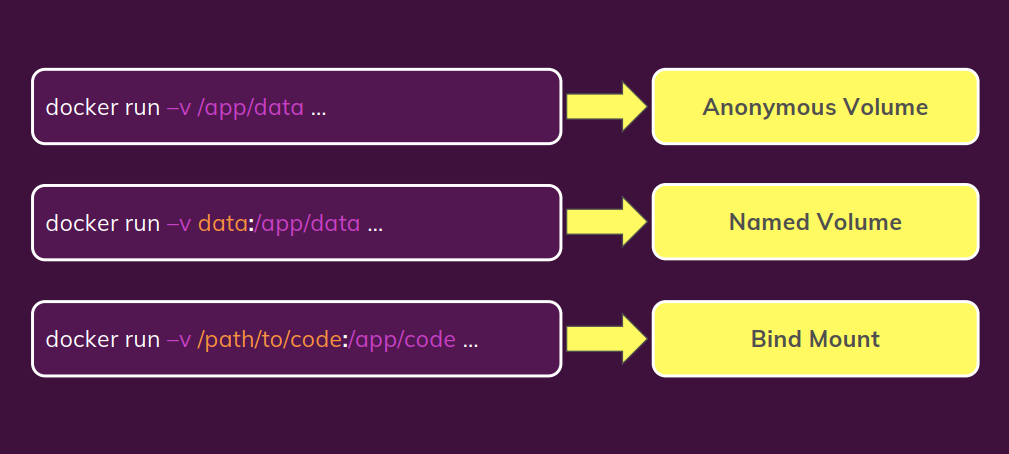 docker run –v /app/data ...
Anonymous Volume
docker run –v data:/app/data ...
Named Volume
docker run –v /path/to/code:/app/code ...
Bind Mount